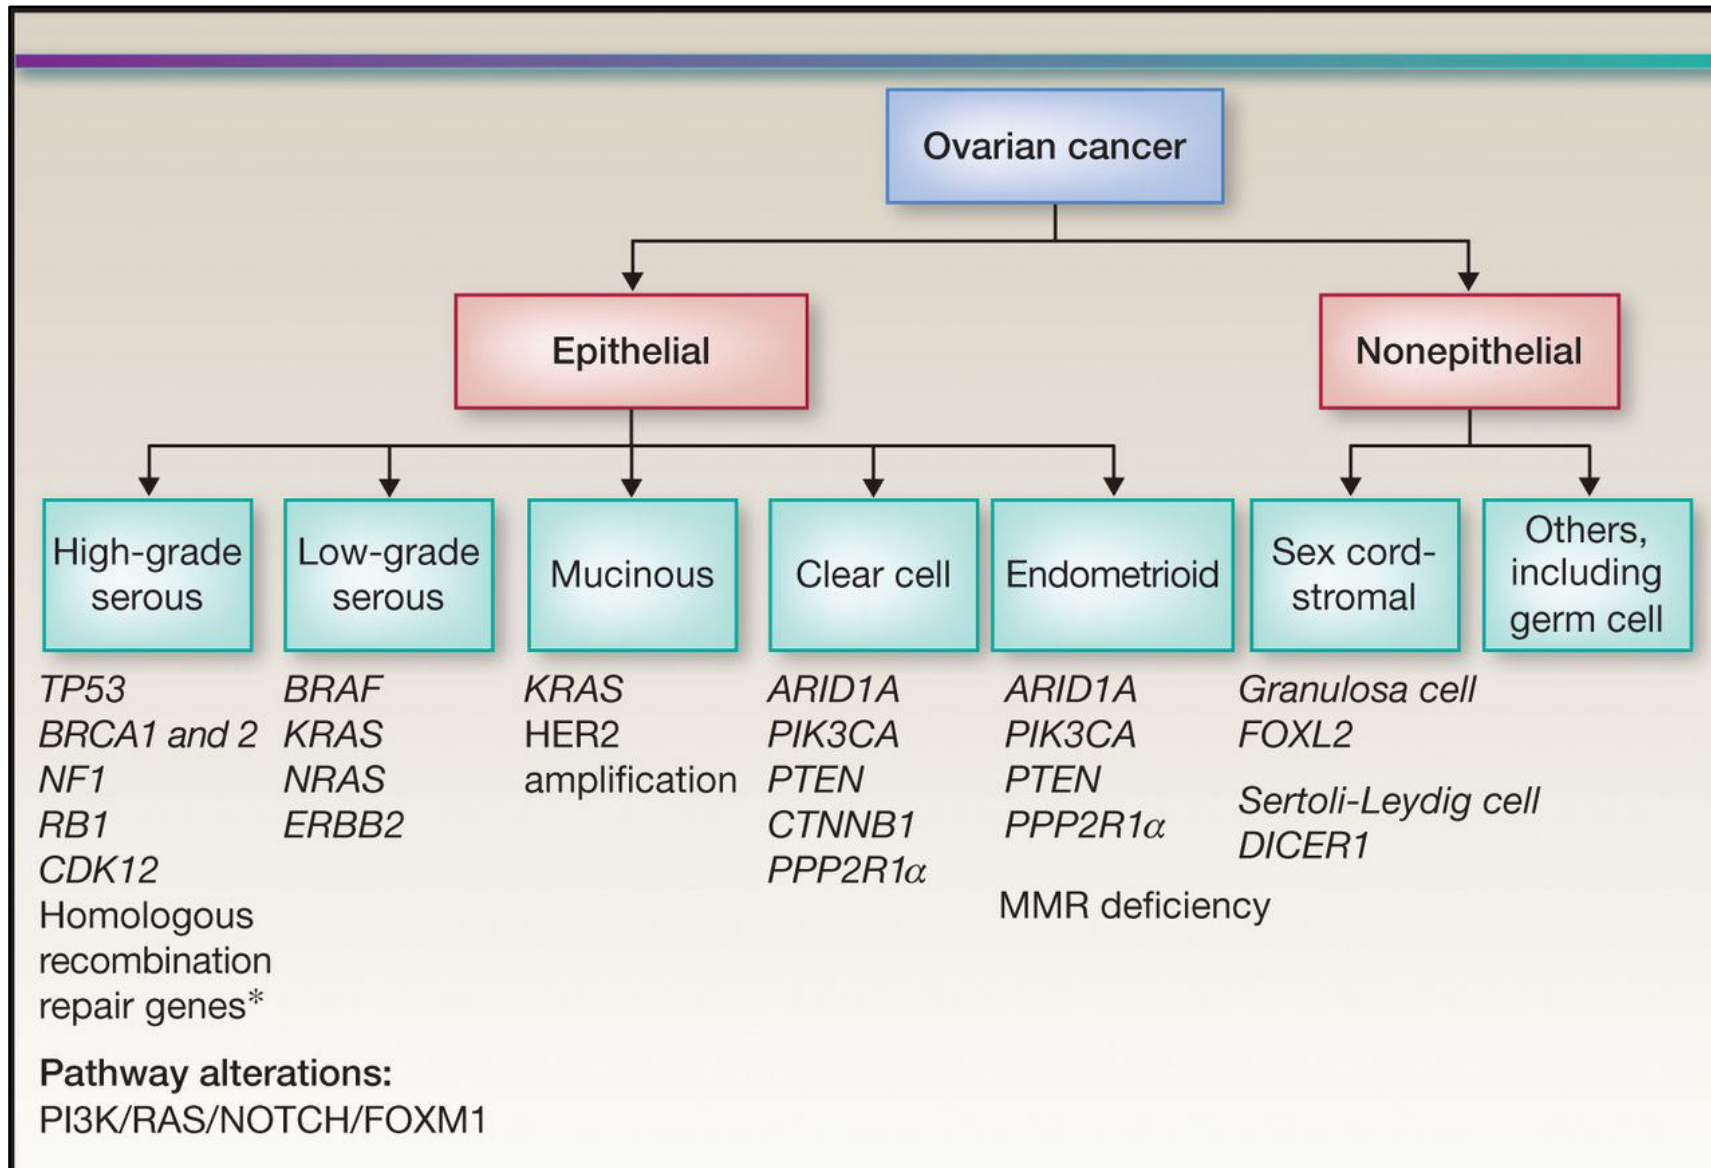 Ovarian cancer
Epithelial
Nonepithelial
High-grade
serous
Low-grade
serous
Mucinous
Clear cell
Endometrioid
Sex cord-
stromal
Others,
including
germ cell
TP53
BRCA1 and 2
NF1
RB1
CDK12
Homologous
recombination
repair genes*
Pathway alterations:
PI3K/RAS/NOTCH/FOXM1
BRAF
KRAS
NRAS
ERBB2
KRAS
HER2
amplification
ARID1A
PIK3CA
PTEN
CTNNB1
PPP2R1α
ARID1A
PIK3CA
PTEN
PPP2R1α
MMR deficiency
Granulosa cell
FOXL2
Sertoli-Leydig cell
DICER1